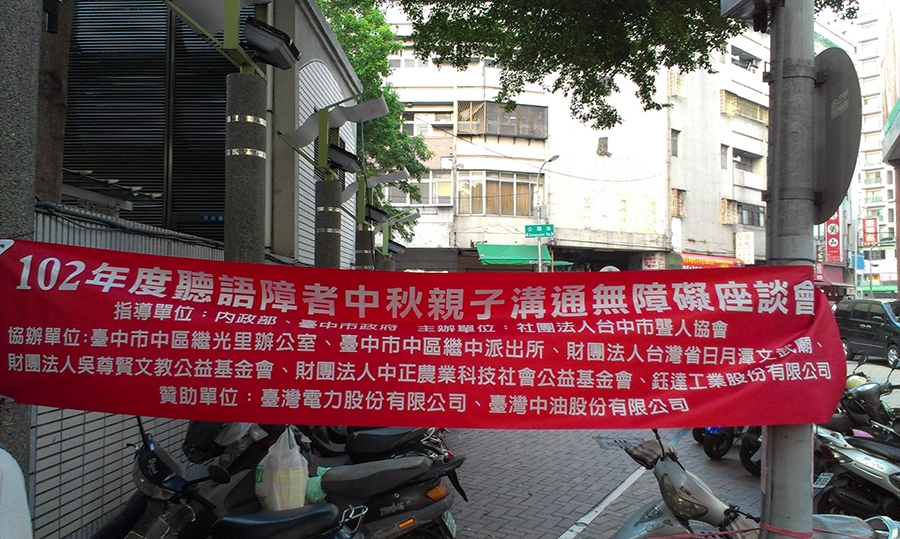 102年度聽語障者中秋親子溝通無障礙座談會
指導單位：內政部、臺中市政府 主辦單位：社團法人台中市聾人協會
協辦單位:臺中市中區繼光里辦公室、臺中市中區繼中派出所、財團法人台灣省日月潭文武廟、
財團法人吳尊賢文教公益基金會、財團法人中正農業科技社會公益基金會、鈺達工業股份有限公司
贊助單位：臺灣電力股份有限公司、臺灣中油股份有限公司
公園路